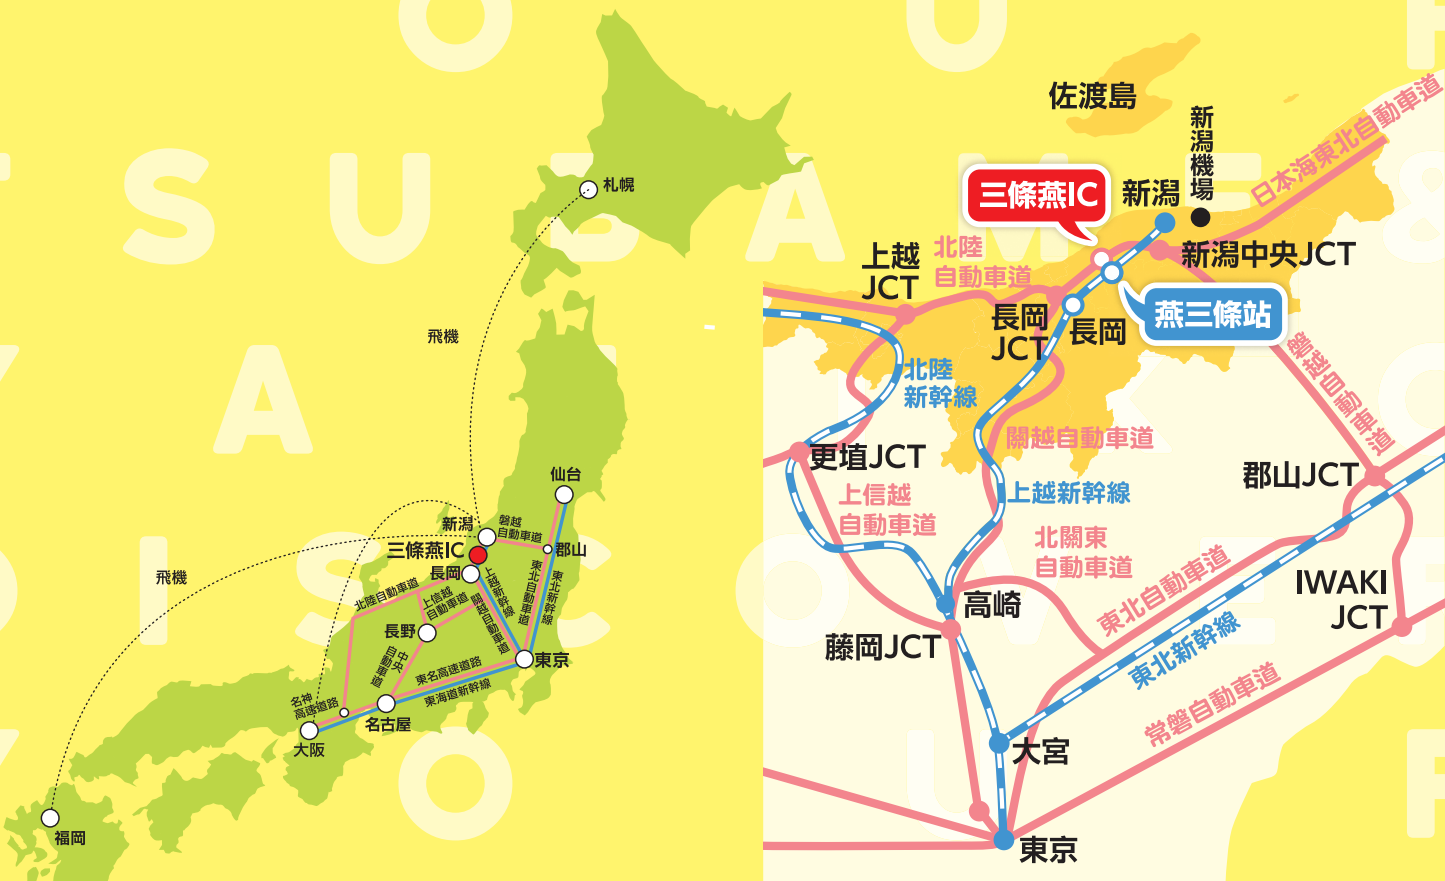 札幌
飛機
飛機
仙台
新潟
磐越
自動車道
三條燕IC
郡山
長岡
北陸自動車道
上信越
自動車道
上越新幹線
關越自動車道
東北自動車道
東北新幹線
長野
中央
自動車道
東京
東名高速道路
東海道新幹線
名神
高速道路
名古屋
大阪
福岡
佐渡島
新潟機場
日本海東北自動車道
三條燕IC
新潟
新潟中央JCT
北陸
自動車道
上越
JCT
燕三條站
長岡
JCT
長岡
磐越自動車道
北陸
新幹線
關越自動車道
更埴JCT
郡山JCT
上信越
自動車道
上越新幹線
北關東
自動車道
東北自動車道
IWAKI
JCT
高崎
藤岡JCT
東北新幹線
常磐自動車道
大宮
東京